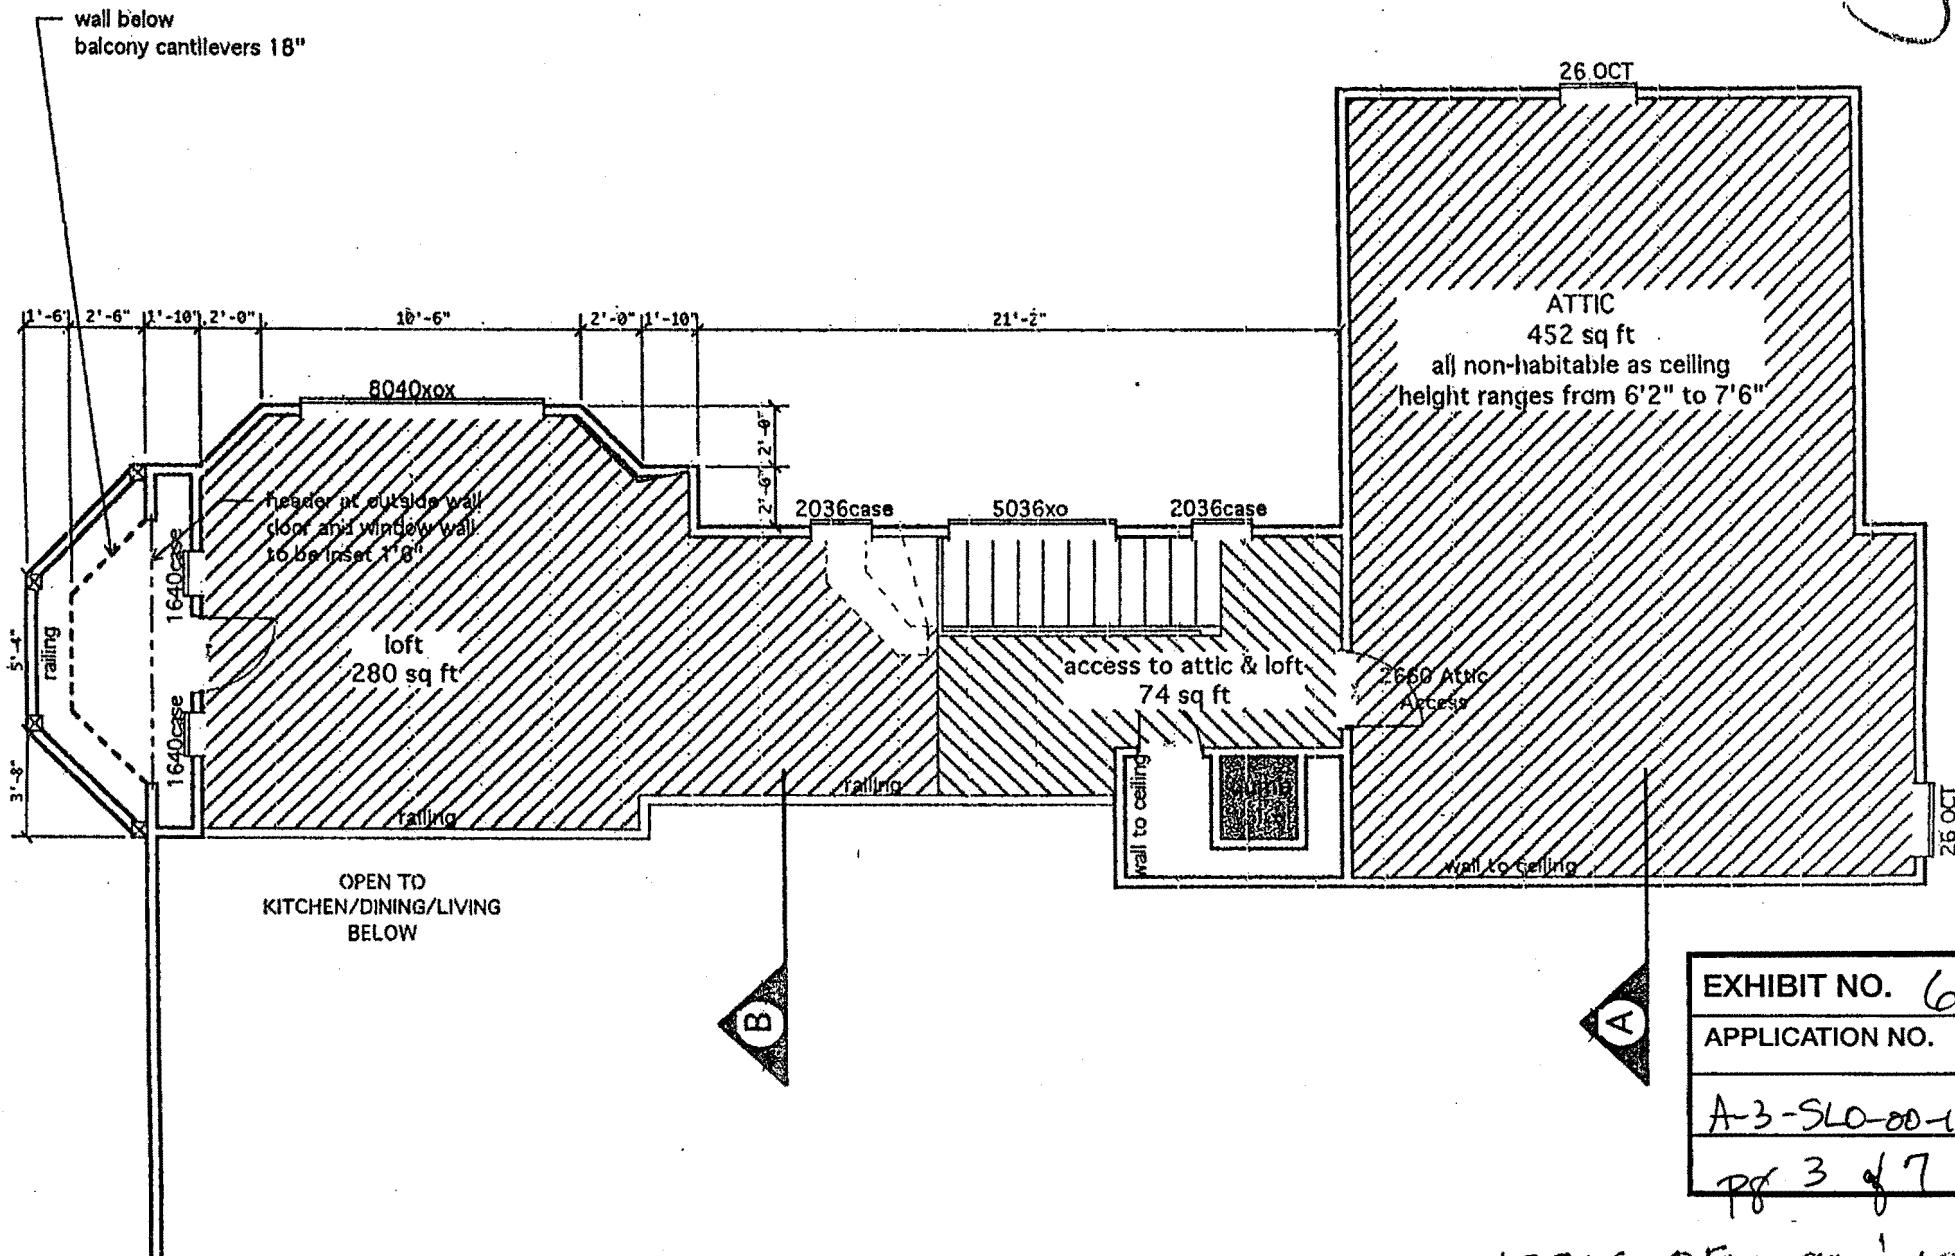 wall below
balcony cantilevers 18"
26 OCT
1'-6" 2'-6" 1'-10" 2'-0" 10'-6" 2'-0" 1'-10" 21'-2"
ATTIC
452 sq ft
all non-habitable as ceiling
height ranges from 6'2" to 7'6"
8040xox
2'-0"
2'-6"
header at outside wall
door and window wall
to be inset 1'6"
2036case 5036xo 2036case
1640case
railing
5'-4"
loft
280 sq ft
access to attic & loft
74 sq ft
2660 Attic
Access
1640case
3'-8"
railing
railing
wall to ceiling
wall to ceiling
26 OCT
OPEN TO
KITCHEN/DINING/LIVING
BELOW
B
A
EXHIBIT NO. 6
APPLICATION NO.
A-3-SLO-00-1
pg 3 of 7